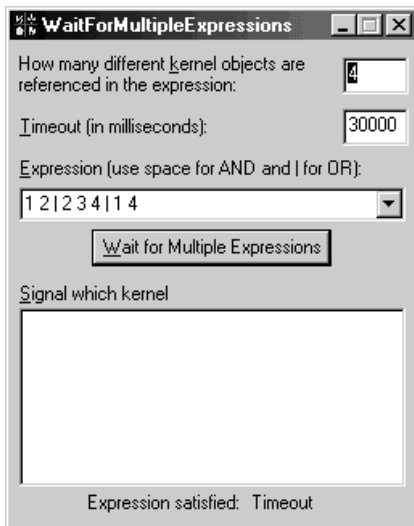 WaitForMultipleExpressions
How many different kernel objects are
referenced in the expression:
4
Timeout (in milliseconds):
30000
Expression (use space for AND and | for OR):
1 2 | 2 3 4 | 1 4
Wait for Multiple Expressions
Signal which kernel
Expression satisfied: Timeout